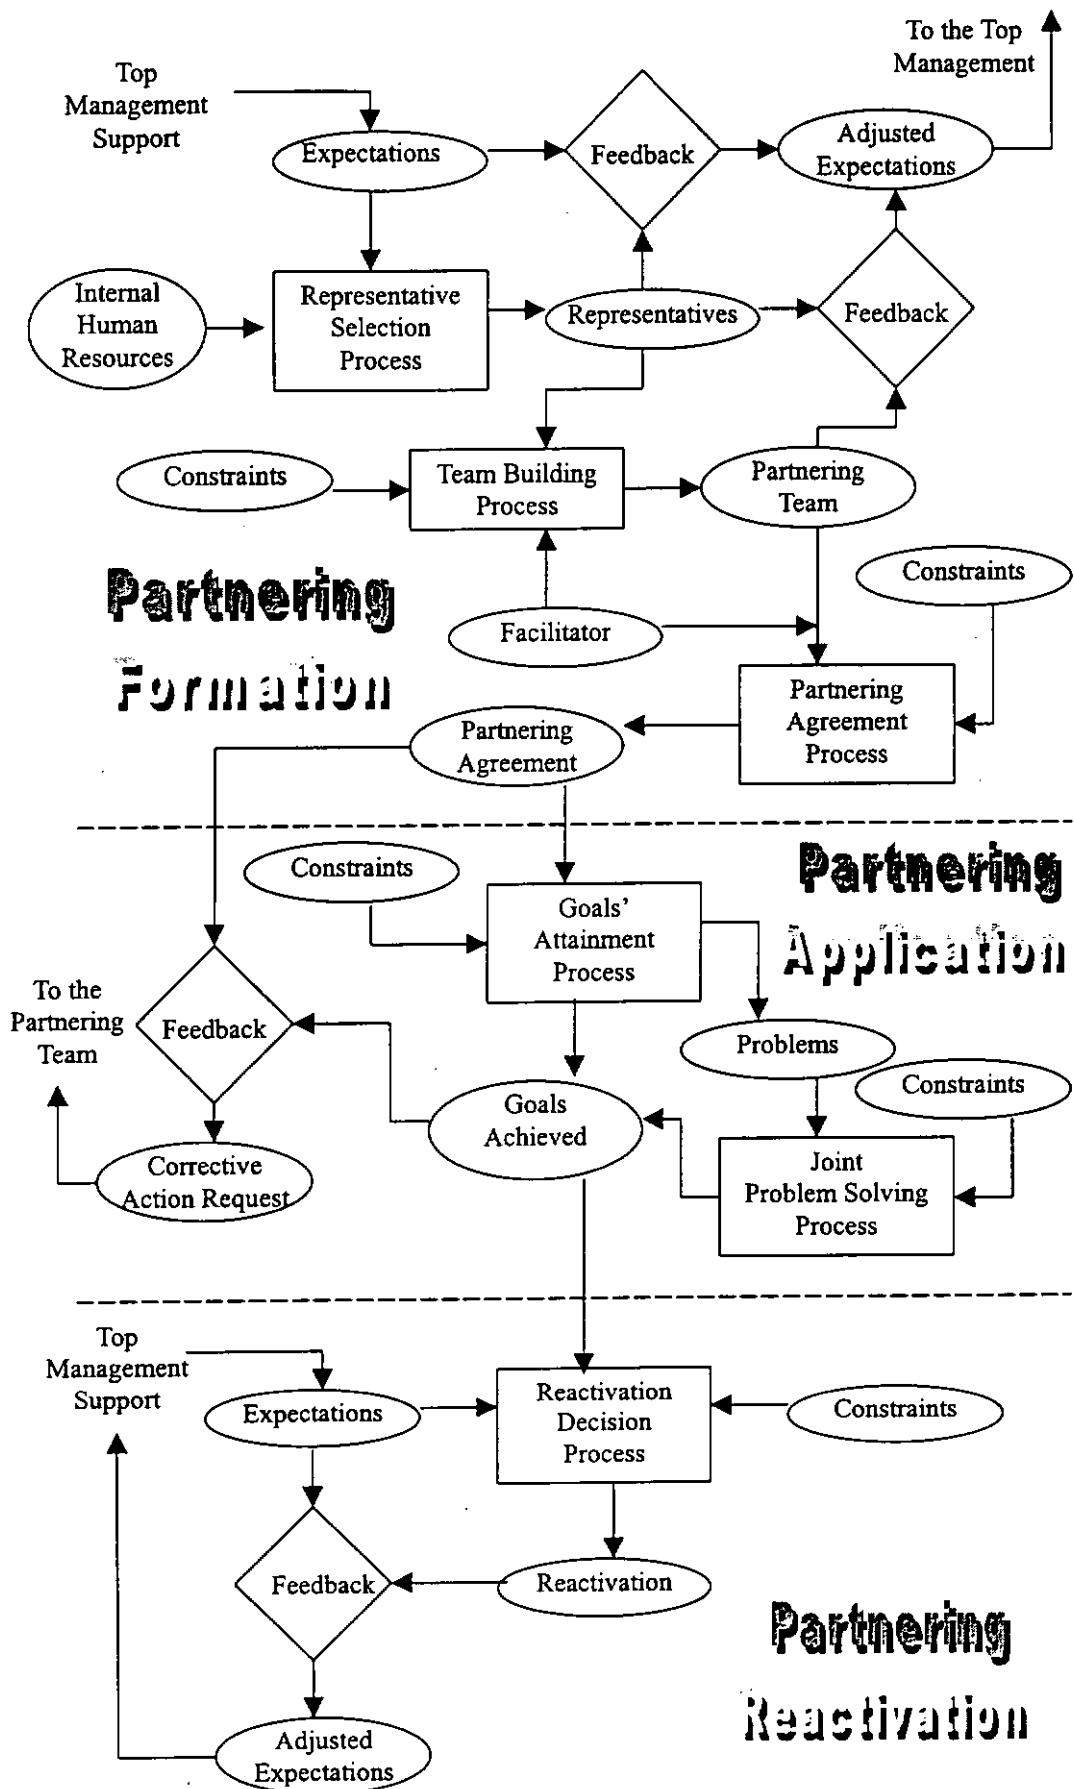 To the Top
Management
Top
Management
Support
Expectations
Feedback
Adjusted
Expectations
Internal
Human
Resources
Representative
Selection
Process
Representatives
Feedback
Constraints
Team Building
Process
Partnering
Team
Partnering
Formation
Constraints
Facilitator
Partnering
Agreement
Process
Partnering
Agreement
Constraints
Partnering
Application
Goals'
Attainment
Process
To the
Partnering
Team
Feedback
Problems
Constraints
Goals
Achieved
Corrective
Action Request
Joint
Problem Solving
Process
Top
Management
Support
Expectations
Reactivation
Decision
Process
Constraints
Feedback
Reactivation
Partnering
Reactivation
Adjusted
Expectations